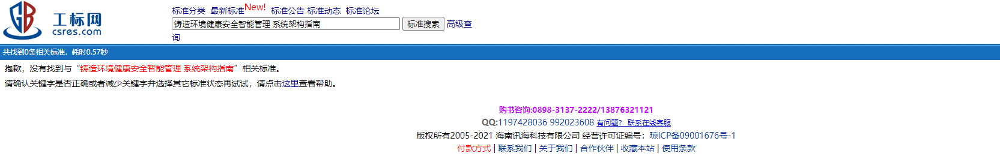 GB 工标网
csres.com
标准分类 最新标准New! 标准公告 标准动态 标准论坛
铸造环境健康安全智能管理 系统架构指南 标准搜索 高级查
询
共找到0条相关标准，耗时0.57秒
抱歉，没有找到与“铸造环境健康安全智能管理 系统架构指南”相关标准。
请确认关键字是否正确或者减少关键字并选择其它标准状态再试试，请点击这里查看帮助。
购书咨询:0898-3137-2222/13876321121
QQ:1197428036 992023608 有问题? 联系在线客服
版权所有2005-2021 海南讯海科技有限公司 经营许可证编号：琼ICP备09001676号-1
付款方式 | 联系我们 | 关于我们 | 合作伙伴 | 收藏本站 | 使用条款